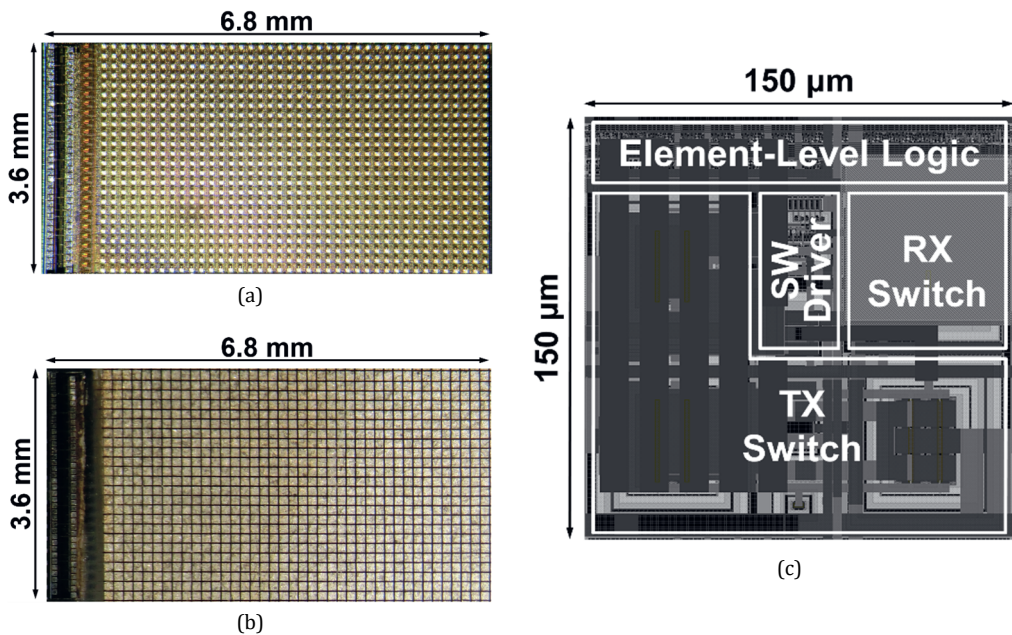 6.8 mm
3.6 mm
(a)
6.8 mm
3.6 mm
(b)
150 µm
150 µm
Element-Level Logic
SW
Driver
RX
Switch
TX
Switch
(c)